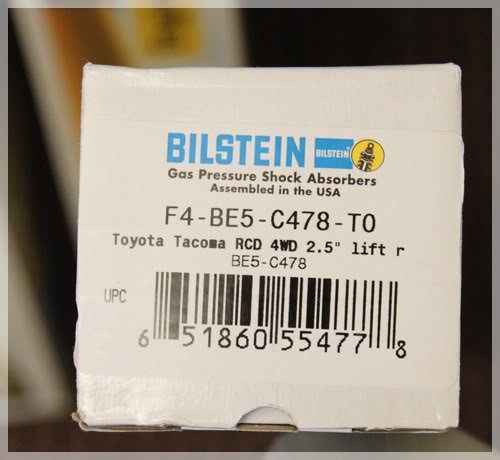 BILSTEIN BILSTEIN
Gas Pressure Shock Absorbers
Assembled in the USA
F4-BE5-C478-T0
Toyota Tacoma RCD 4WD 2.5" lift r
BE5-C478
UPC
6 51860 55477 8